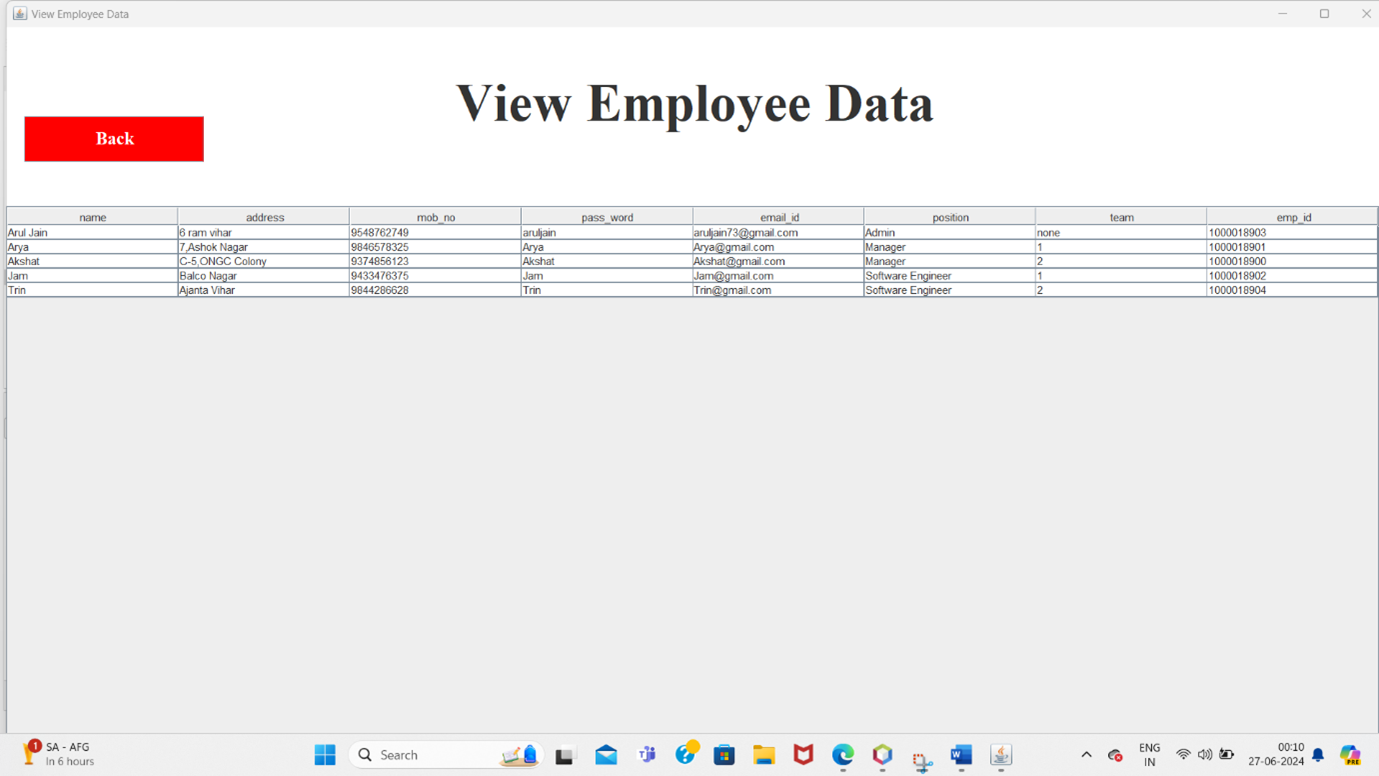 View Employee Data
View Employee Data
Back
name address mob_no pass_word email_id position team emp_id
Arul Jain 6 ram vihar 9548762749 aruljain aruljain73@gmail.com Admin none 1000018903
Arya 7,Ashok Nagar 9846578325 Arya Arya@gmail.com Manager 1 1000018901
Akshat C-5,ONGC Colony 9374856123 Akshat Akshat@gmail.com Manager 2 1000018900
Jam Balco Nagar 9433476375 Jam Jam@gmail.com Software Engineer 1 1000018902
Trin Ajanta Vihar 9844286628 Trin Trin@gmail.com Software Engineer 2 1000018904
1 SA - AFG
In 6 hours
Search
ENG
IN
00:10
27-06-2024
PRE